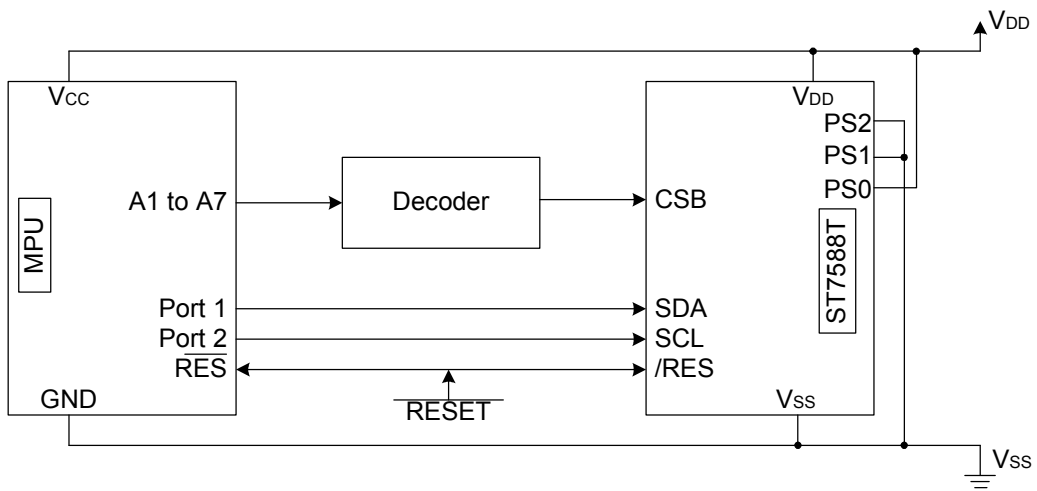 VDD
VCC
VDD
PS2
PS1
PS0
A1 to A7
Decoder
CSB
MPU
ST7588T
Port 1
SDA
Port 2
SCL
RES
/RES
GND
RESET
VSS
VSS